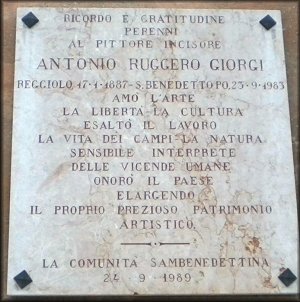 RICORDO E GRATITUDINE
PERENNI
AL PITTORE INCISORE
ANTONIO RUGGERO GIORGI
REGGIOLO, 17-1-1887-S. BENEDETTO PO, 23-9-1983
AMO L'ARTE
LA LIBERTÀ-LA CULTURA
ESALTÒ IL LAVORO
LA VITA DEI CAMPI-LA NATURA
SENSIBILE INTERPRETE
DELLE VICENDE UMANE
ONORÒ IL PAESE
ELARGENDO
IL PROPRIO PREZIOSO PATRIMONIO
ARTISTICO.
LA COMUNITÀ SAMBENEDETTINA
24-9-1989